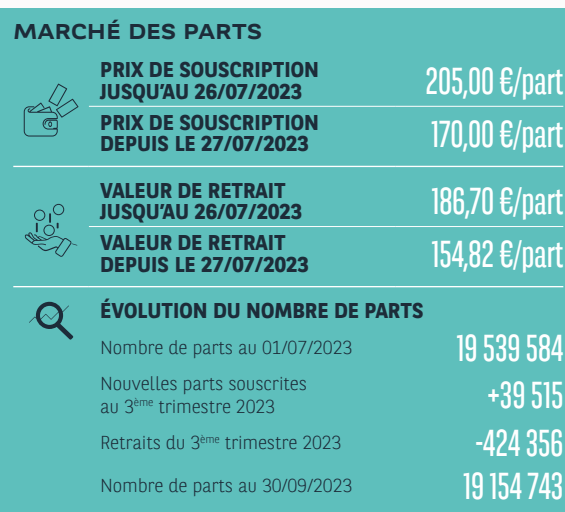 MARCHÉ DES PARTS
PRIX DE SOUSCRIPTION
JUSQU'AU 26/07/2023
205,00 €/part
PRIX DE SOUSCRIPTION
DEPUIS LE 27/07/2023
170,00 €/part
VALEUR DE RETRAIT
JUSQU'AU 26/07/2023
186,70 €/part
VALEUR DE RETRAIT
DEPUIS LE 27/07/2023
154,82 €/part
ÉVOLUTION DU NOMBRE DE PARTS
Nombre de parts au 01/07/2023 19 539 584
Nouvelles parts souscrites
au 3ème trimestre 2023
+39 515
Retraits du 3ème trimestre 2023 -424 356
Nombre de parts au 30/09/2023 19 154 743